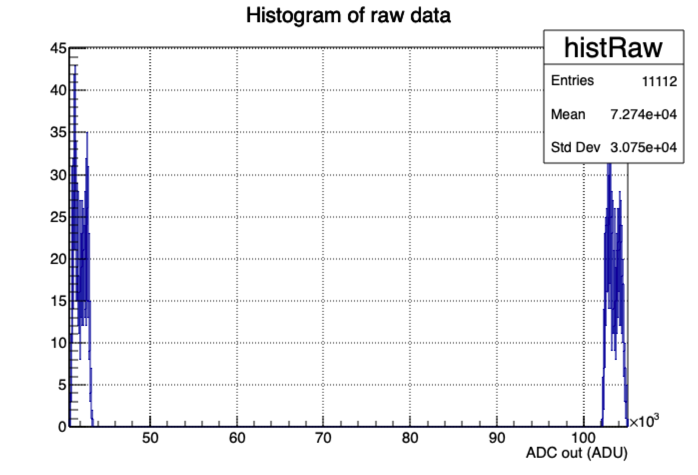 Histogram of raw data
histRaw
Entries 11112
Mean 7.274e+04
Std Dev 3.075e+04
45
40
35
30
25
20
15
10
5
0
50 60 70 80 90 100
×10³
ADC out (ADU)